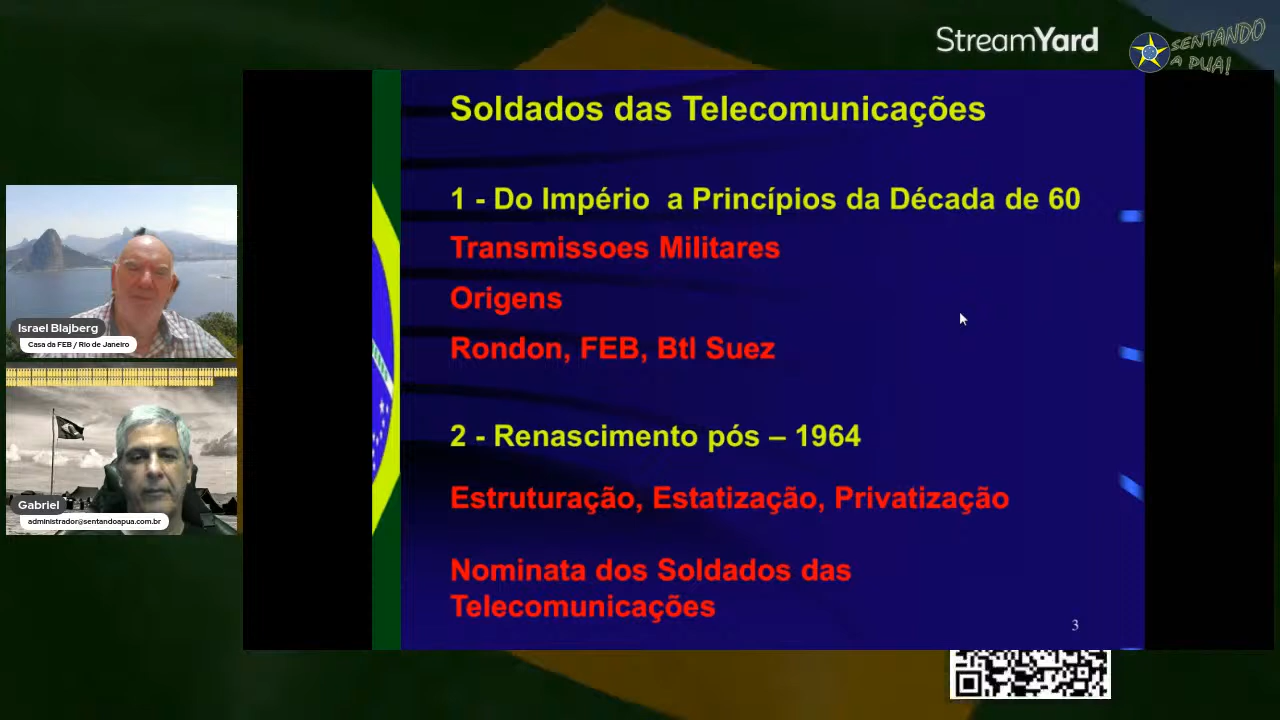 StreamYard
SENTANDO
A PUA!
Soldados das Telecomunicações
1 - Do Império a Princípios da Década de 60
Transmissoes Militares
Origens
Rondon, FEB, Btl Suez
2 - Renascimento pós – 1964
Estruturação, Estatização, Privatização
Nominata dos Soldados das
Telecomunicações
3
Israel Blajberg
Casa da FEB / Rio de Janeiro
Gabriel
administrador@sentandoapua.com.br